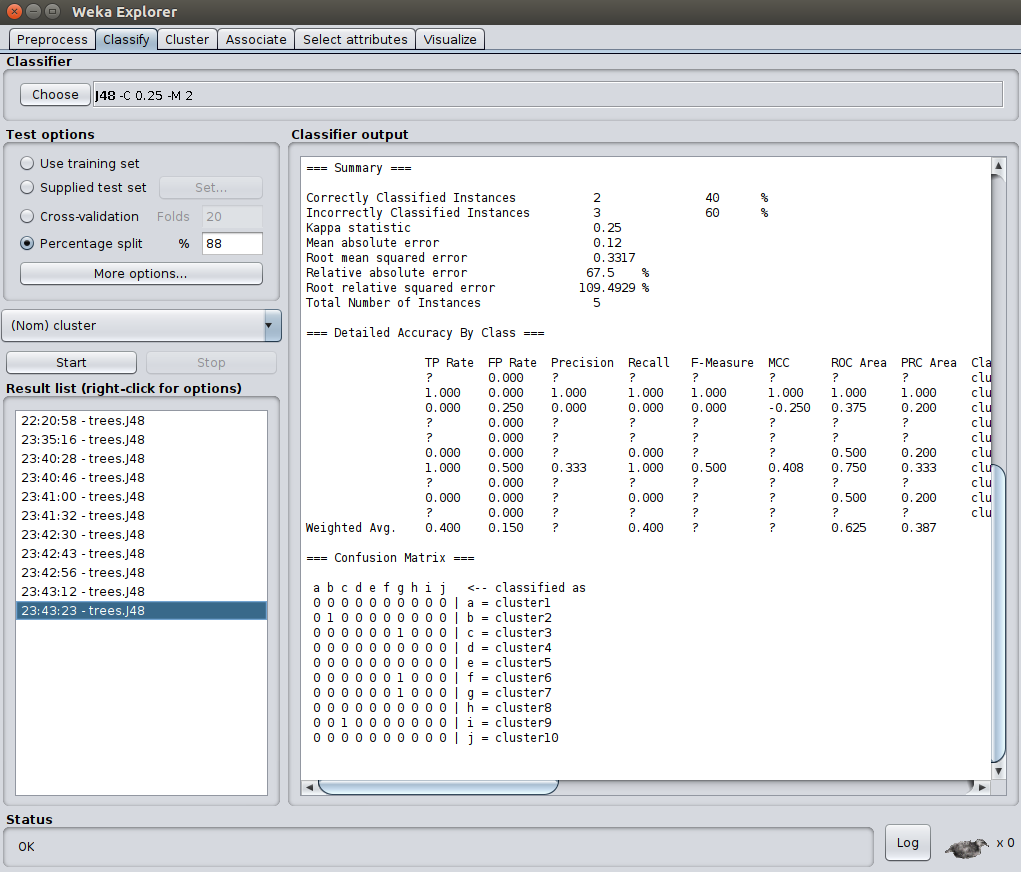 Weka Explorer
Preprocess Classify Cluster Associate Select attributes Visualize
Classifier
Choose J48 -C 0.25 -M 2
Test options
Use training set
Supplied test set Set...
Cross-validation Folds 20
Percentage split % 88
More options...
(Nom) cluster
Start Stop
Result list (right-click for options)
22:20:58 - trees.J48
23:35:16 - trees.J48
23:40:28 - trees.J48
23:40:46 - trees.J48
23:41:00 - trees.J48
23:41:32 - trees.J48
23:42:30 - trees.J48
23:42:43 - trees.J48
23:42:56 - trees.J48
23:43:12 - trees.J48
23:43:23 - trees.J48
Classifier output
=== Summary ===
Correctly Classified Instances 2 40 %
Incorrectly Classified Instances 3 60 %
Kappa statistic 0.25
Mean absolute error 0.12
Root mean squared error 0.3317
Relative absolute error 67.5 %
Root relative squared error 109.4929 %
Total Number of Instances 5
=== Detailed Accuracy By Class ===
TP Rate FP Rate Precision Recall F-Measure MCC ROC Area PRC Area Cla
? 0.000 ? ? ? ? ? ? clu
1.000 0.000 1.000 1.000 1.000 1.000 1.000 1.000 clu
0.000 0.250 0.000 0.000 0.000 -0.250 0.375 0.200 clu
? 0.000 ? ? ? ? ? ? clu
? 0.000 ? ? ? ? ? ? clu
0.000 0.000 ? 0.000 ? ? 0.500 0.200 clu
1.000 0.500 0.333 1.000 0.500 0.408 0.750 0.333 clu
? 0.000 ? ? ? ? ? ? clu
0.000 0.000 ? 0.000 ? ? 0.500 0.200 clu
? 0.000 ? ? ? ? ? ? clu
Weighted Avg. 0.400 0.150 ? 0.400 ? ? 0.625 0.387
=== Confusion Matrix ===
a b c d e f g h i j <-- classified as
0 0 0 0 0 0 0 0 0 0 | a = cluster1
0 1 0 0 0 0 0 0 0 0 | b = cluster2
0 0 0 0 0 0 1 0 0 0 | c = cluster3
0 0 0 0 0 0 0 0 0 0 | d = cluster4
0 0 0 0 0 0 0 0 0 0 | e = cluster5
0 0 0 0 0 0 1 0 0 0 | f = cluster6
0 0 0 0 0 0 1 0 0 0 | g = cluster7
0 0 0 0 0 0 0 0 0 0 | h = cluster8
0 0 1 0 0 0 0 0 0 0 | i = cluster9
0 0 0 0 0 0 0 0 0 0 | j = cluster10
Status
OK
Log
x 0